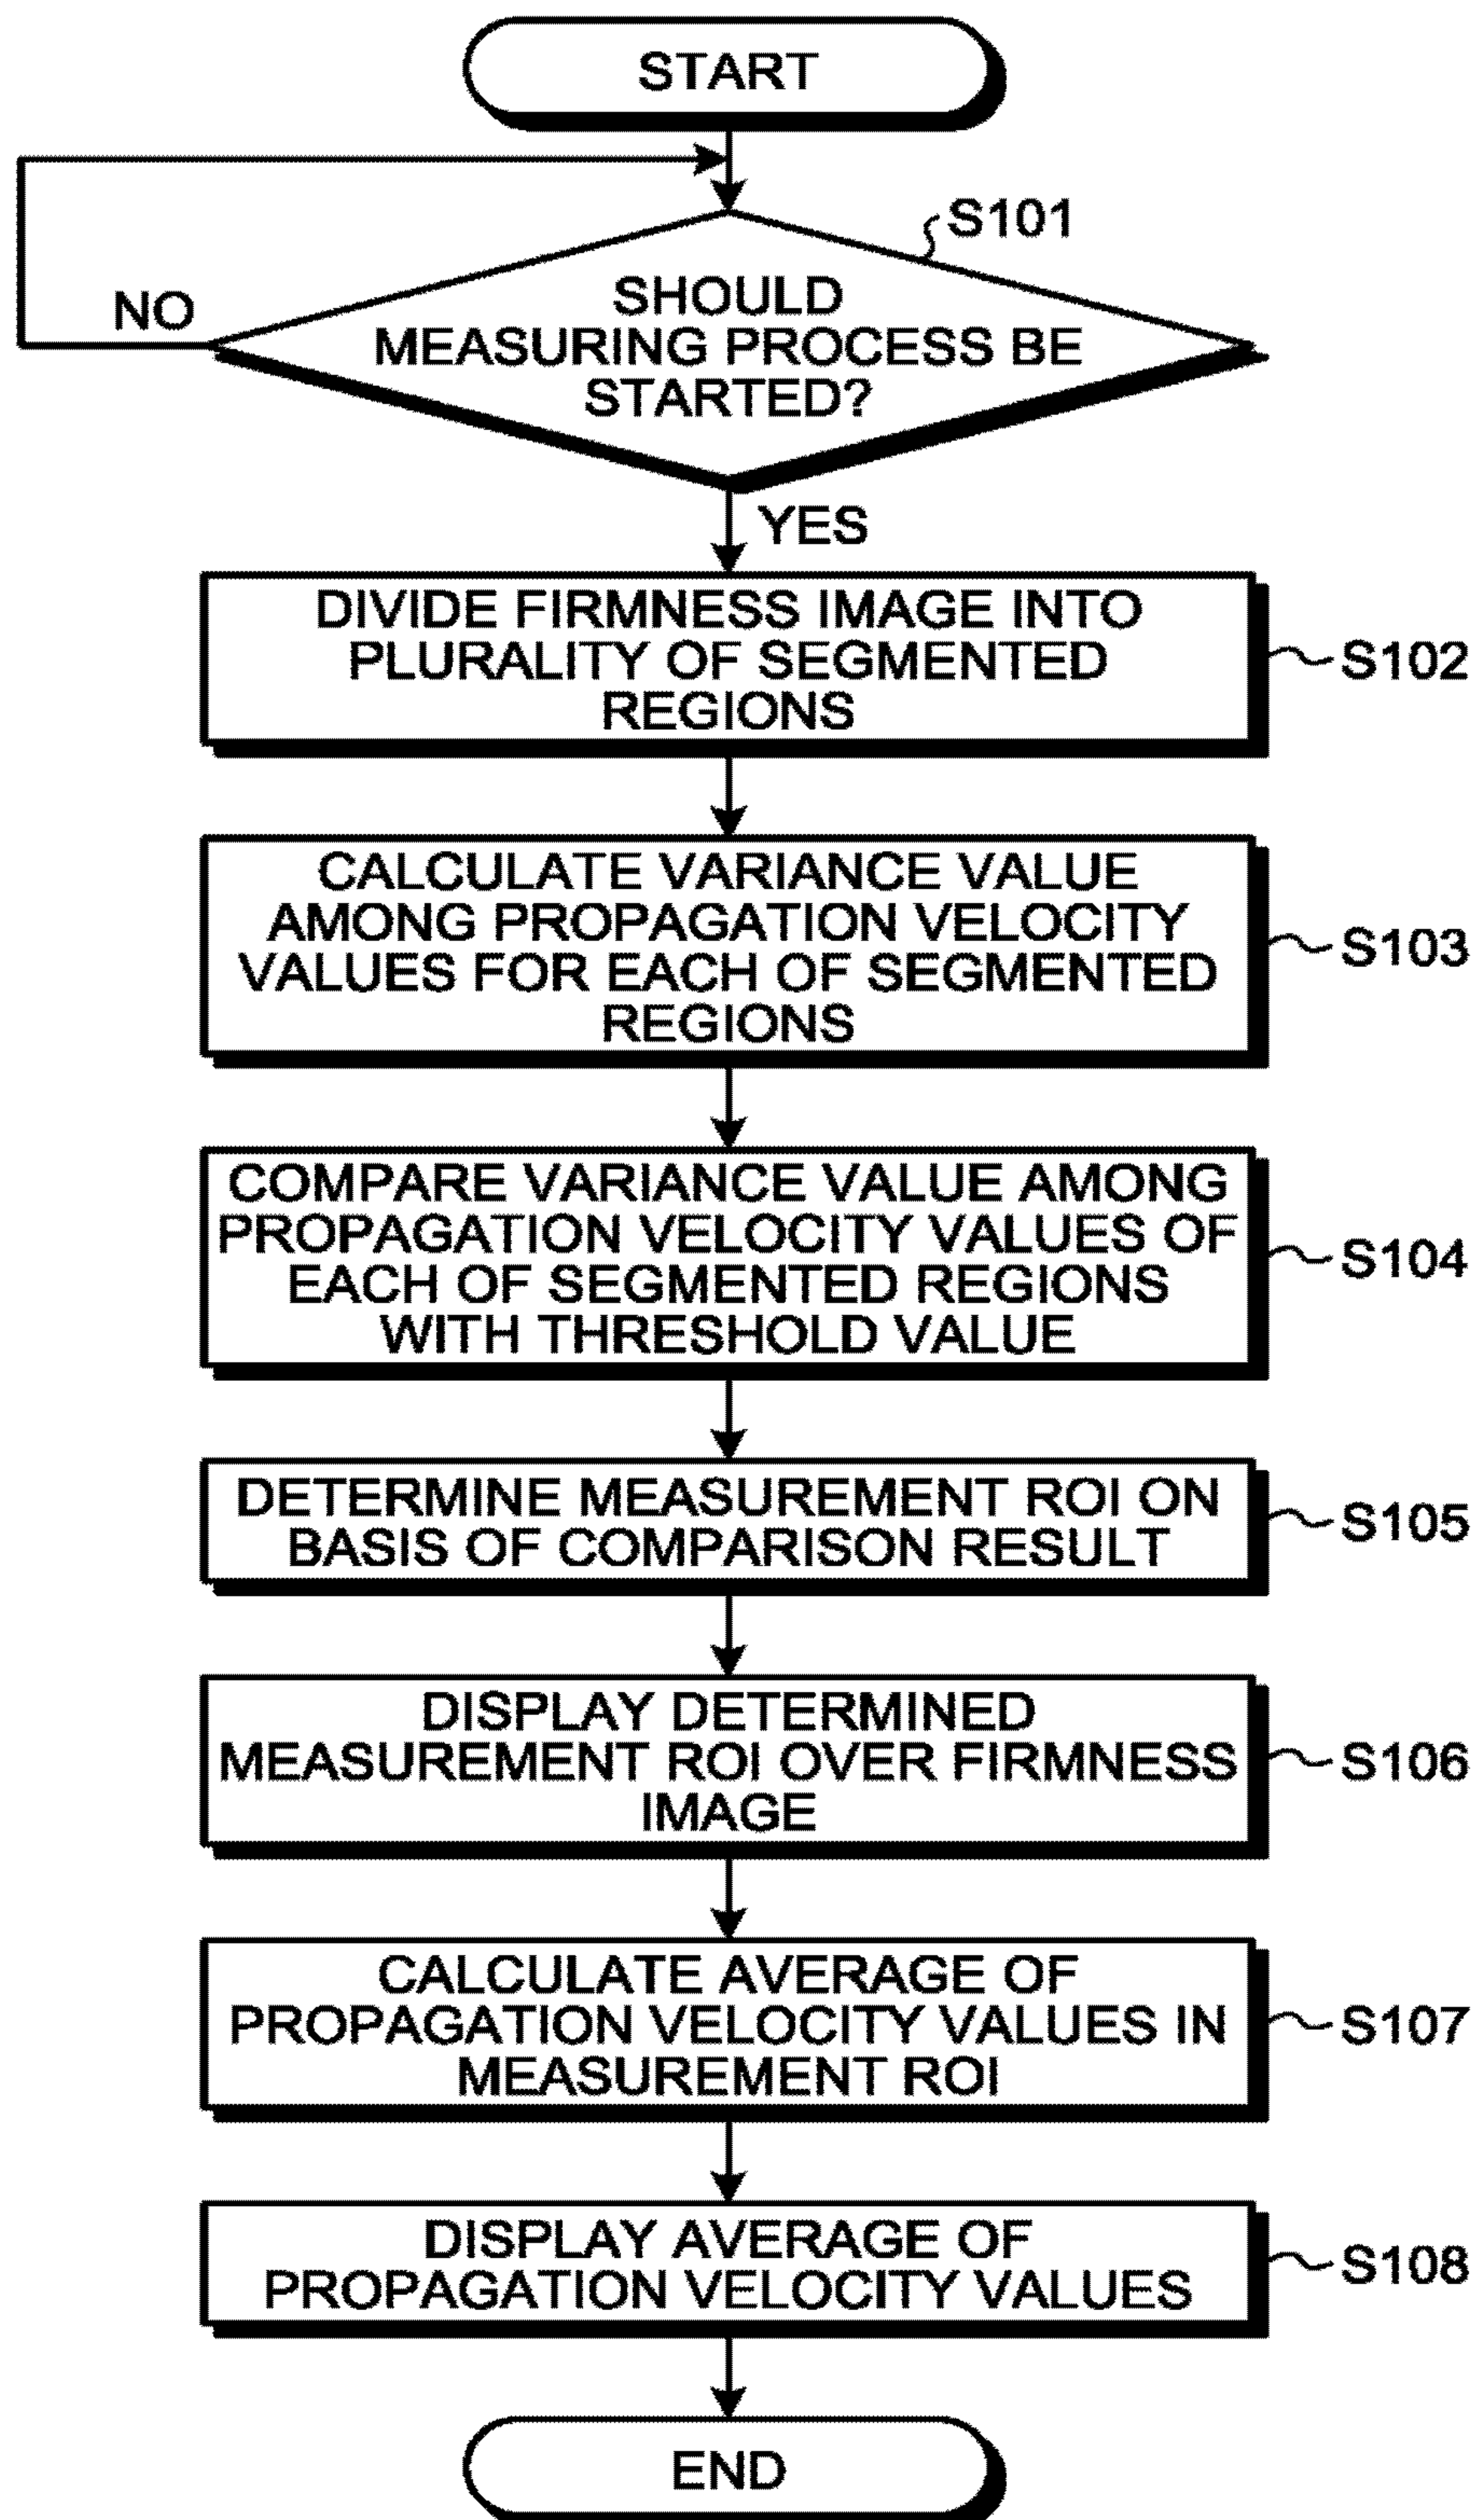 START
S101
SHOULD
MEASURING PROCESS BE
STARTED?
NO
YES
DIVIDE FIRMNESS IMAGE INTO
PLURALITY OF SEGMENTED
REGIONS
S102
CALCULATE VARIANCE VALUE
AMONG PROPAGATION VELOCITY
VALUES FOR EACH OF SEGMENTED
REGIONS
S103
COMPARE VARIANCE VALUE AMONG
PROPAGATION VELOCITY VALUES OF
EACH OF SEGMENTED REGIONS
WITH THRESHOLD VALUE
S104
DETERMINE MEASUREMENT ROI ON
BASIS OF COMPARISON RESULT
S105
DISPLAY DETERMINED
MEASUREMENT ROI OVER FIRMNESS
IMAGE
S106
CALCULATE AVERAGE OF
PROPAGATION VELOCITY VALUES IN
MEASUREMENT ROI
S107
DISPLAY AVERAGE OF
PROPAGATION VELOCITY VALUES
S108
END